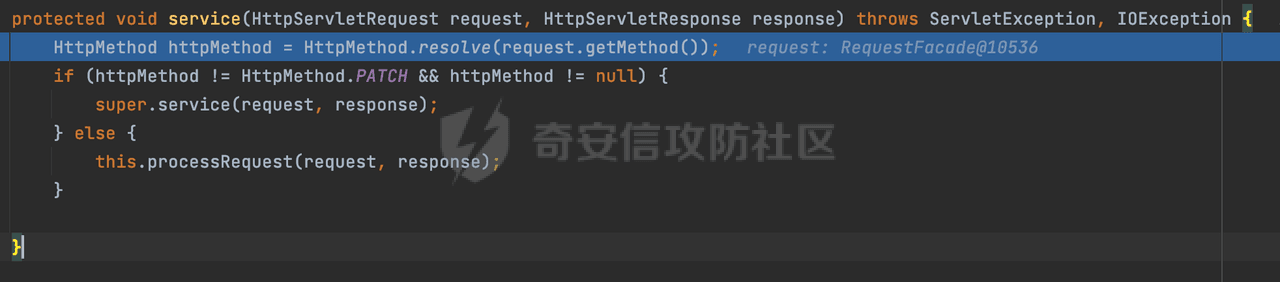 protected void service(HttpServletRequest request, HttpServletResponse response) throws ServletException, IOException {
    HttpMethod httpMethod = HttpMethod.resolve(request.getMethod());   request: RequestFacade@10536
    if (httpMethod != HttpMethod.PATCH && httpMethod != null) {
        super.service(request, response);
    } else {
        this.processRequest(request, response);
    }
}
奇安信攻防社区